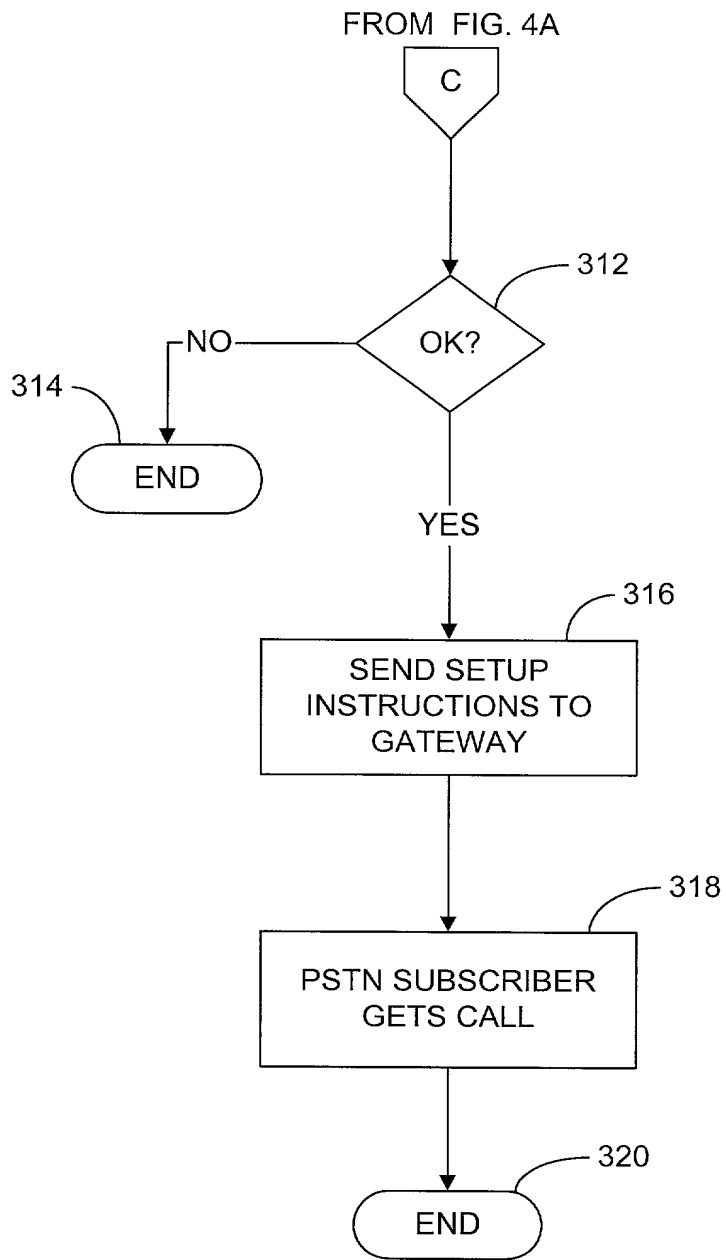 FROM FIG. 4A
C
312
OK?
NO
314
END
YES
316
SEND SETUP
INSTRUCTIONS TO
GATEWAY
318
PSTN SUBSCRIBER
GETS CALL
320
END